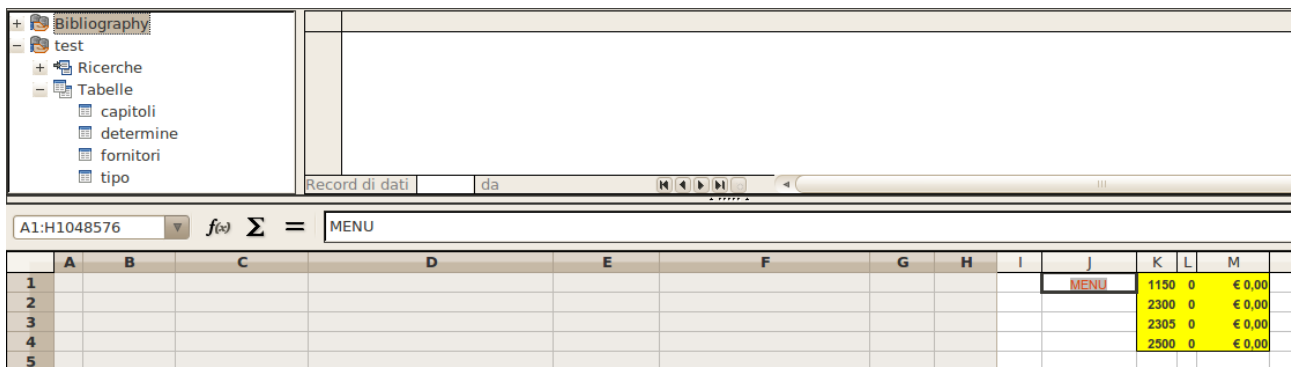 Bibliography
test
Ricerche
Tabelle
capitoli
determine
fornitori
tipo
Record di dati da
A1:H1048576 f(x) Σ = MENU
A B C D E F G H I J K L M
1 MENU 1150 0 € 0,00
2 2300 0 € 0,00
3 2305 0 € 0,00
4 2500 0 € 0,00
5